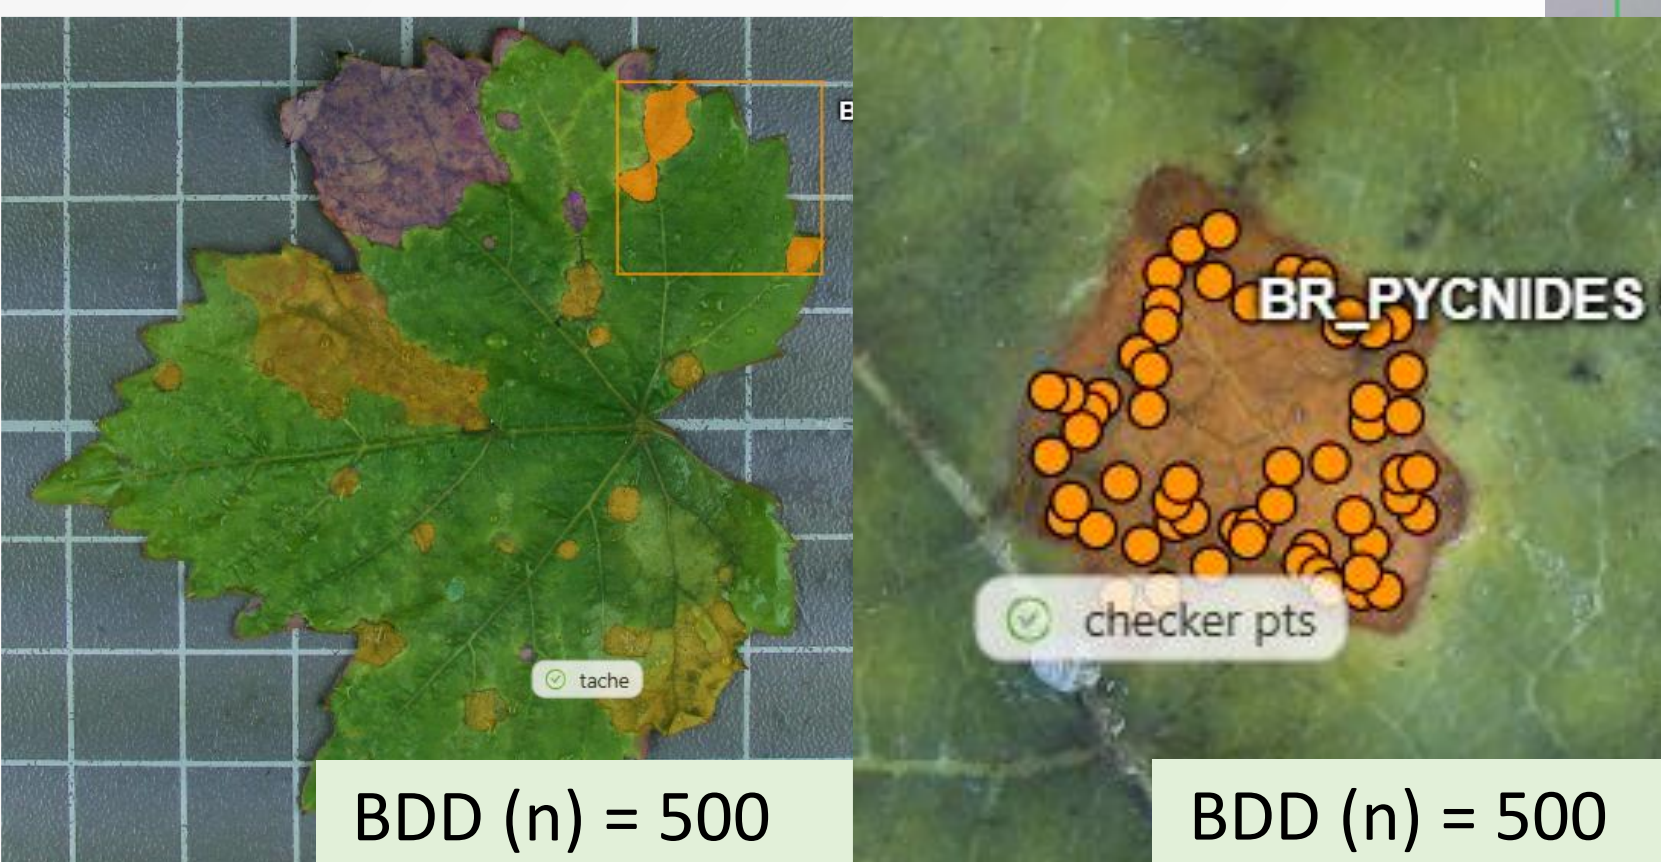 B
tache
BDD (n) = 500
BR_PYCNIDES
checker pts
BDD (n) = 500